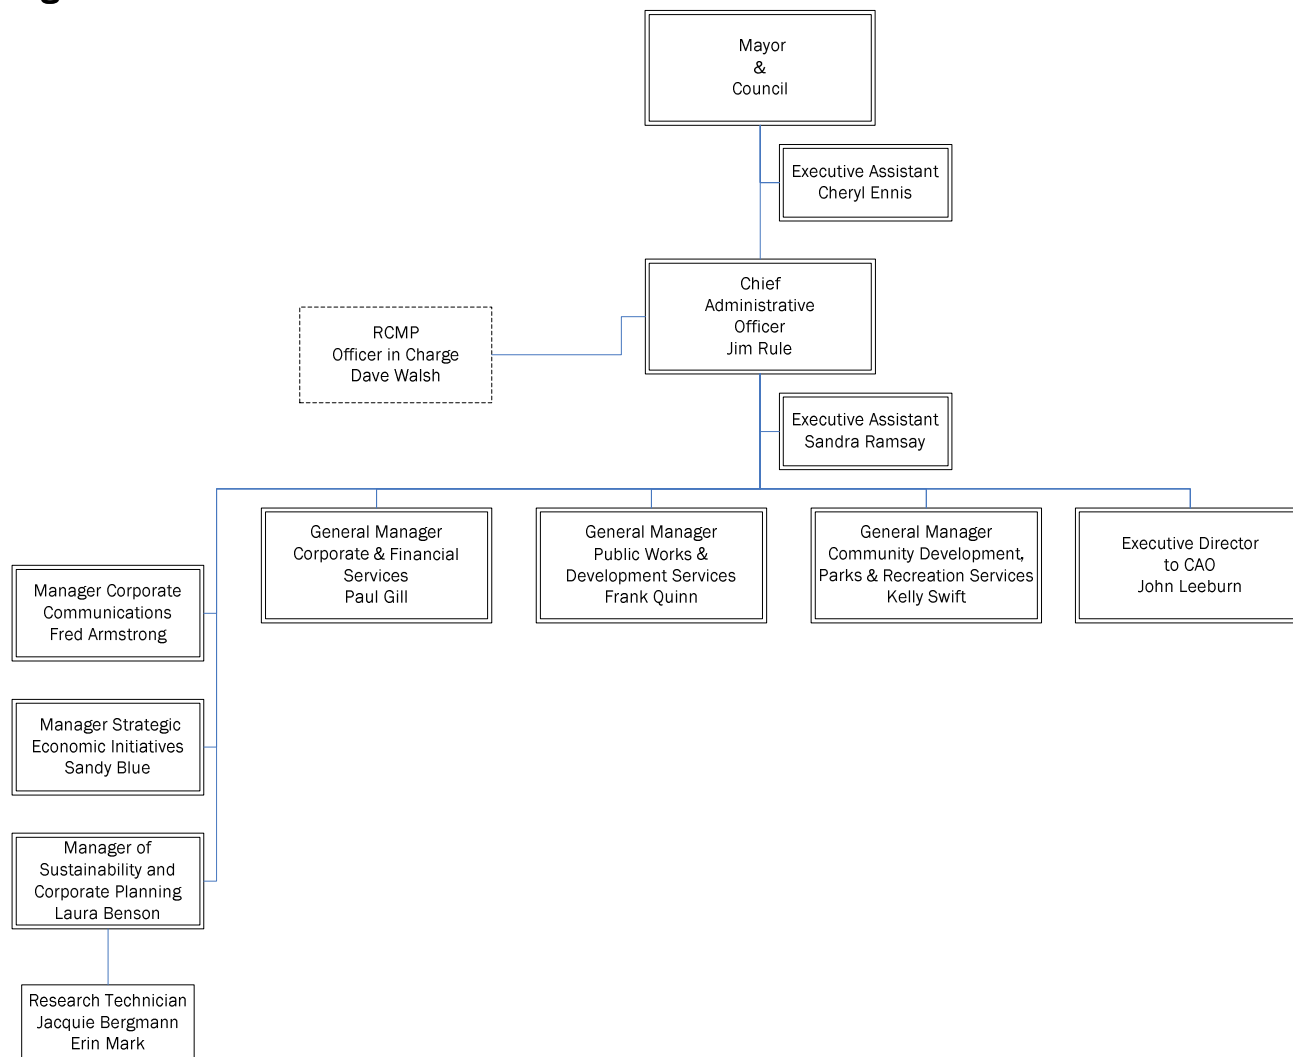 Mayor
&
Council
Executive Assistant
Cheryl Ennis
Chief
Administrative
Officer
Jim Rule
RCMP
Officer in Charge
Dave Walsh
Executive Assistant
Sandra Ramsay
General Manager
Corporate & Financial
Services
Paul Gill
General Manager
Public Works &
Development Services
Frank Quinn
General Manager
Community Development,
Parks & Recreation Services
Kelly Swift
Executive Director
to CAO
John Leeburn
Manager Corporate
Communications
Fred Armstrong
Manager Strategic
Economic Initiatives
Sandy Blue
Manager of
Sustainability and
Corporate Planning
Laura Benson
Research Technician
Jacquie Bergmann
Erin Mark